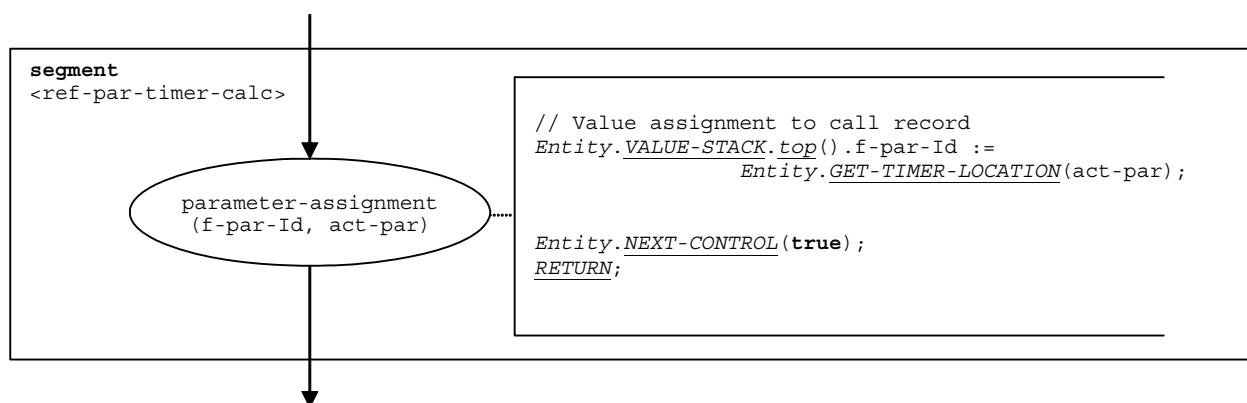 segment
<ref-par-timer-calc>
parameter-assignment
(f-par-Id, act-par)
// Value assignment to call record
Entity.VALUE-STACK.top().f-par-Id :=
Entity.GET-TIMER-LOCATION(act-par);
Entity.NEXT-CONTROL(true);
RETURN;